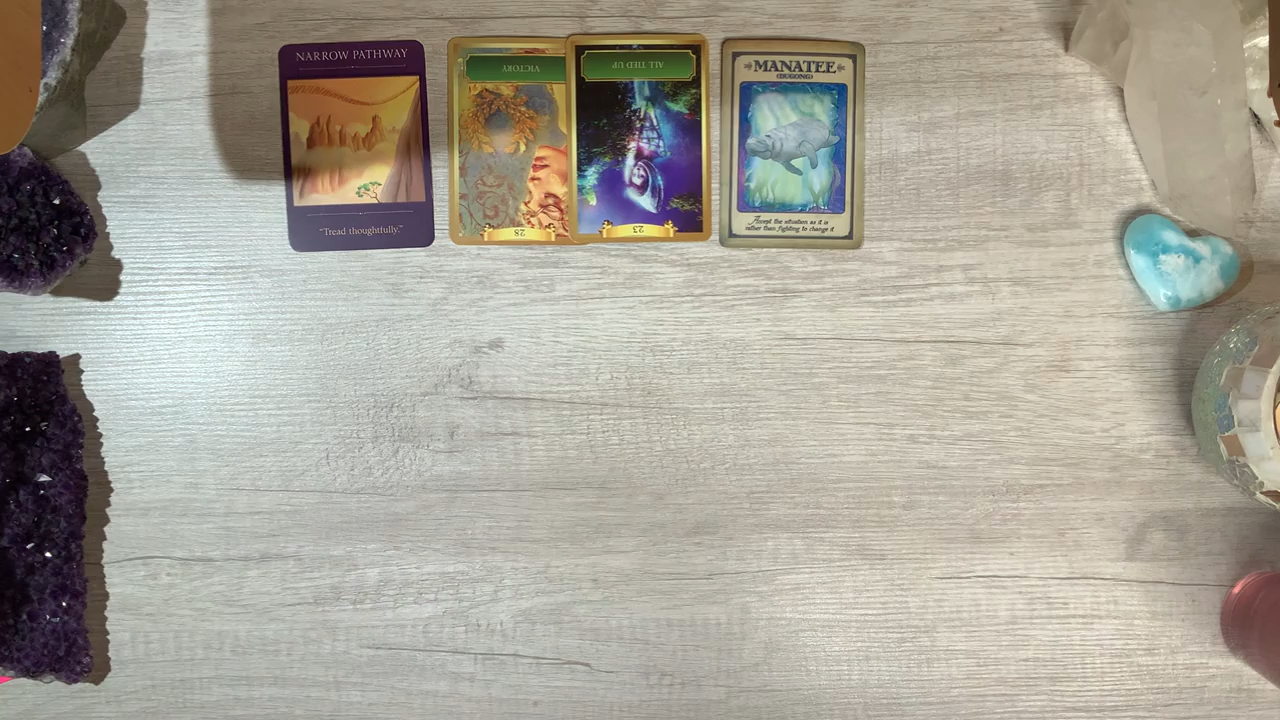 NARROW PATHWAY
"Tread thoughtfully."
VICTORY
28
ALL TIED UP
23
MANATEE
(DUGONG)
Accept the situation as it is
rather than fighting to change it